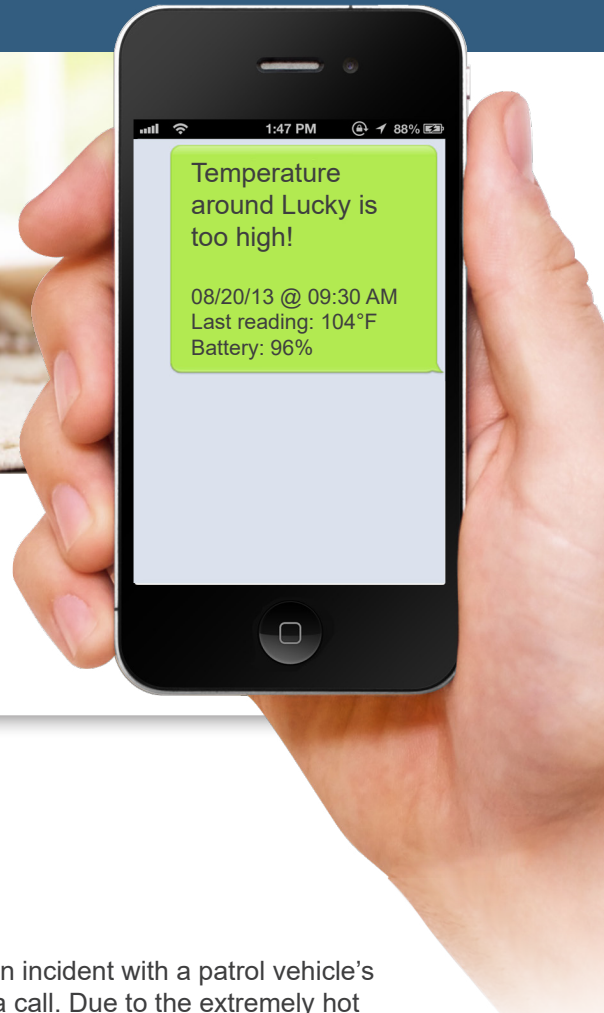 1:47 PM 88%
Temperature
around Lucky is
too high!
08/20/13 @ 09:30 AM
Last reading: 104°F
Battery: 96%
n incident with a patrol vehicle's
a call. Due to the extremely hot